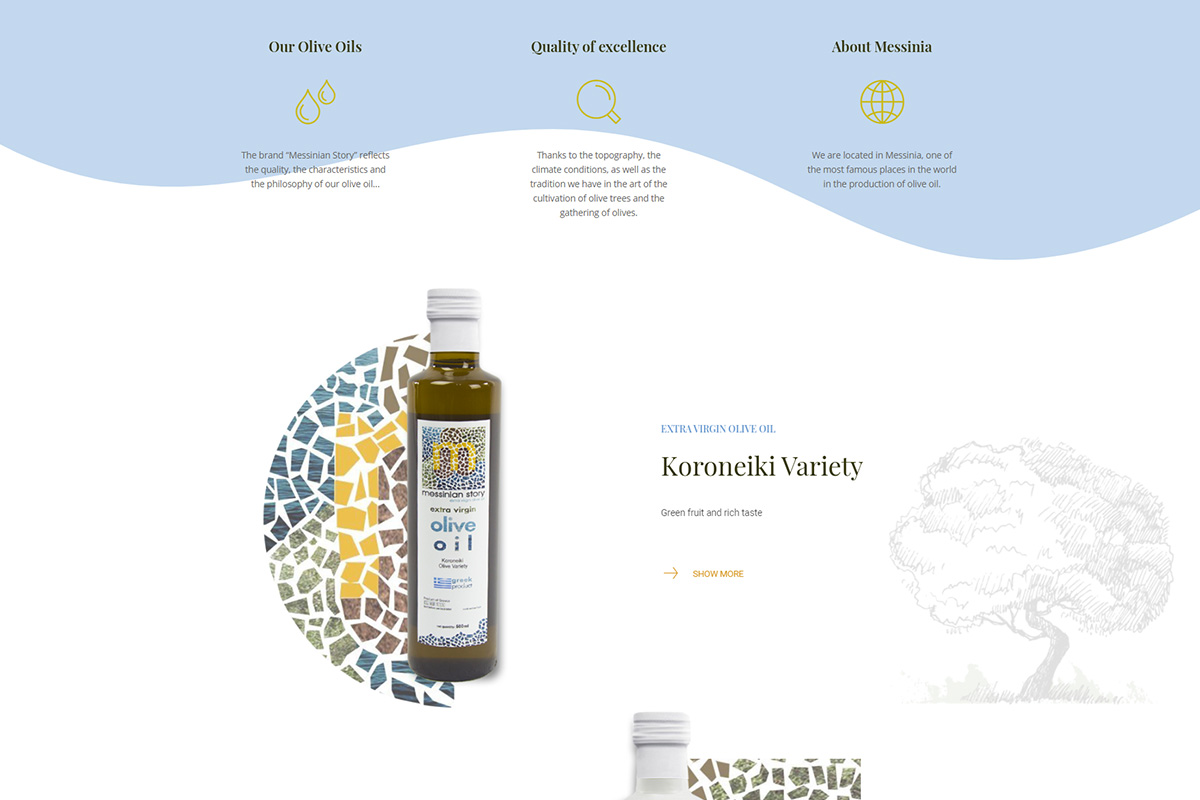 Our Olive Oils
The brand “Messinian Story” reflects
the quality, the characteristics and
the philosophy of our olive oil...
Quality of excellence
Thanks to the topography, the
climate conditions, as well as the
tradition we have in the art of the
cultivation of olive trees and the
gathering of olives.
About Messinia
We are located in Messinia, one of
the most famous places in the world
in the production of olive oil.
m
messinian story
extra virgin
olive
oil
Koroneiki
Olive Variety
greek
product
EXTRA VIRGIN OLIVE OIL
Koroneiki Variety
Green fruit and rich taste
SHOW MORE